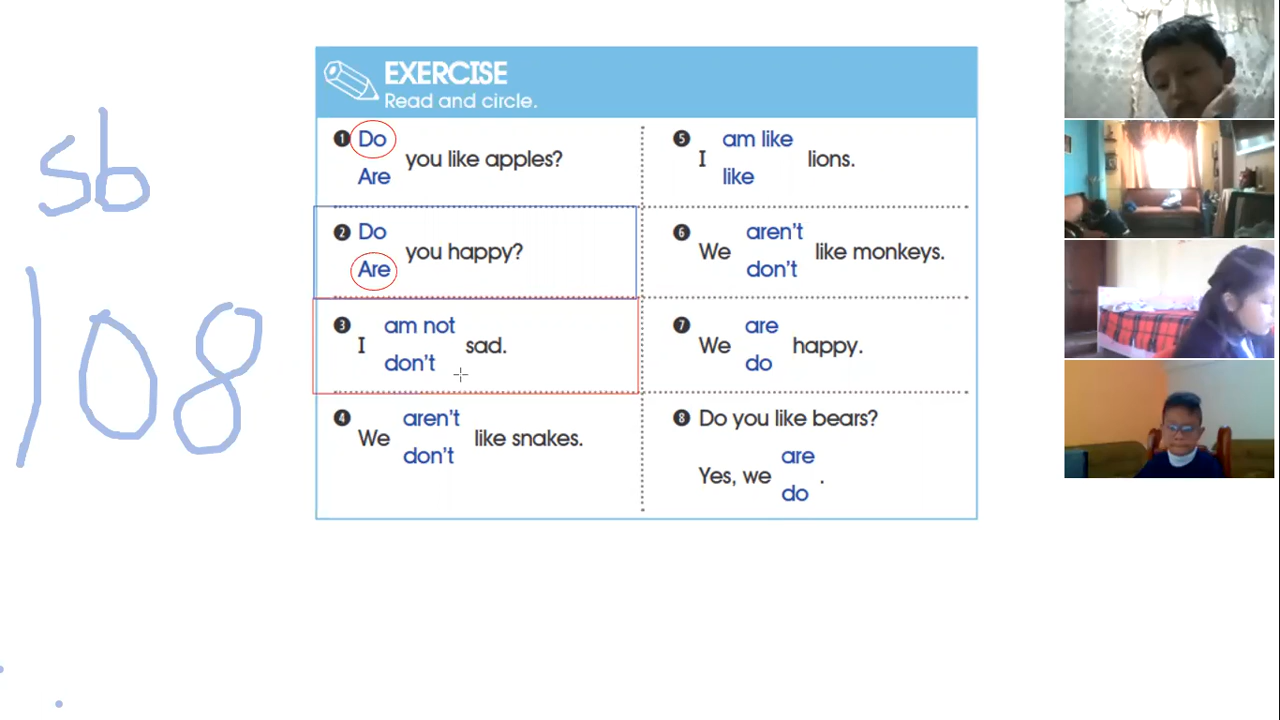 sb
108
EXERCISE
Read and circle.
1 Do
Are
you like apples?
2 Do
Are
you happy?
3 I
am not
don't
sad.
4 We
aren't
don't
like snakes.
5 I
am like
like
lions.
6 We
aren't
don't
like monkeys.
7 We
are
do
happy.
8 Do you like bears?
Yes, we
are
do
.